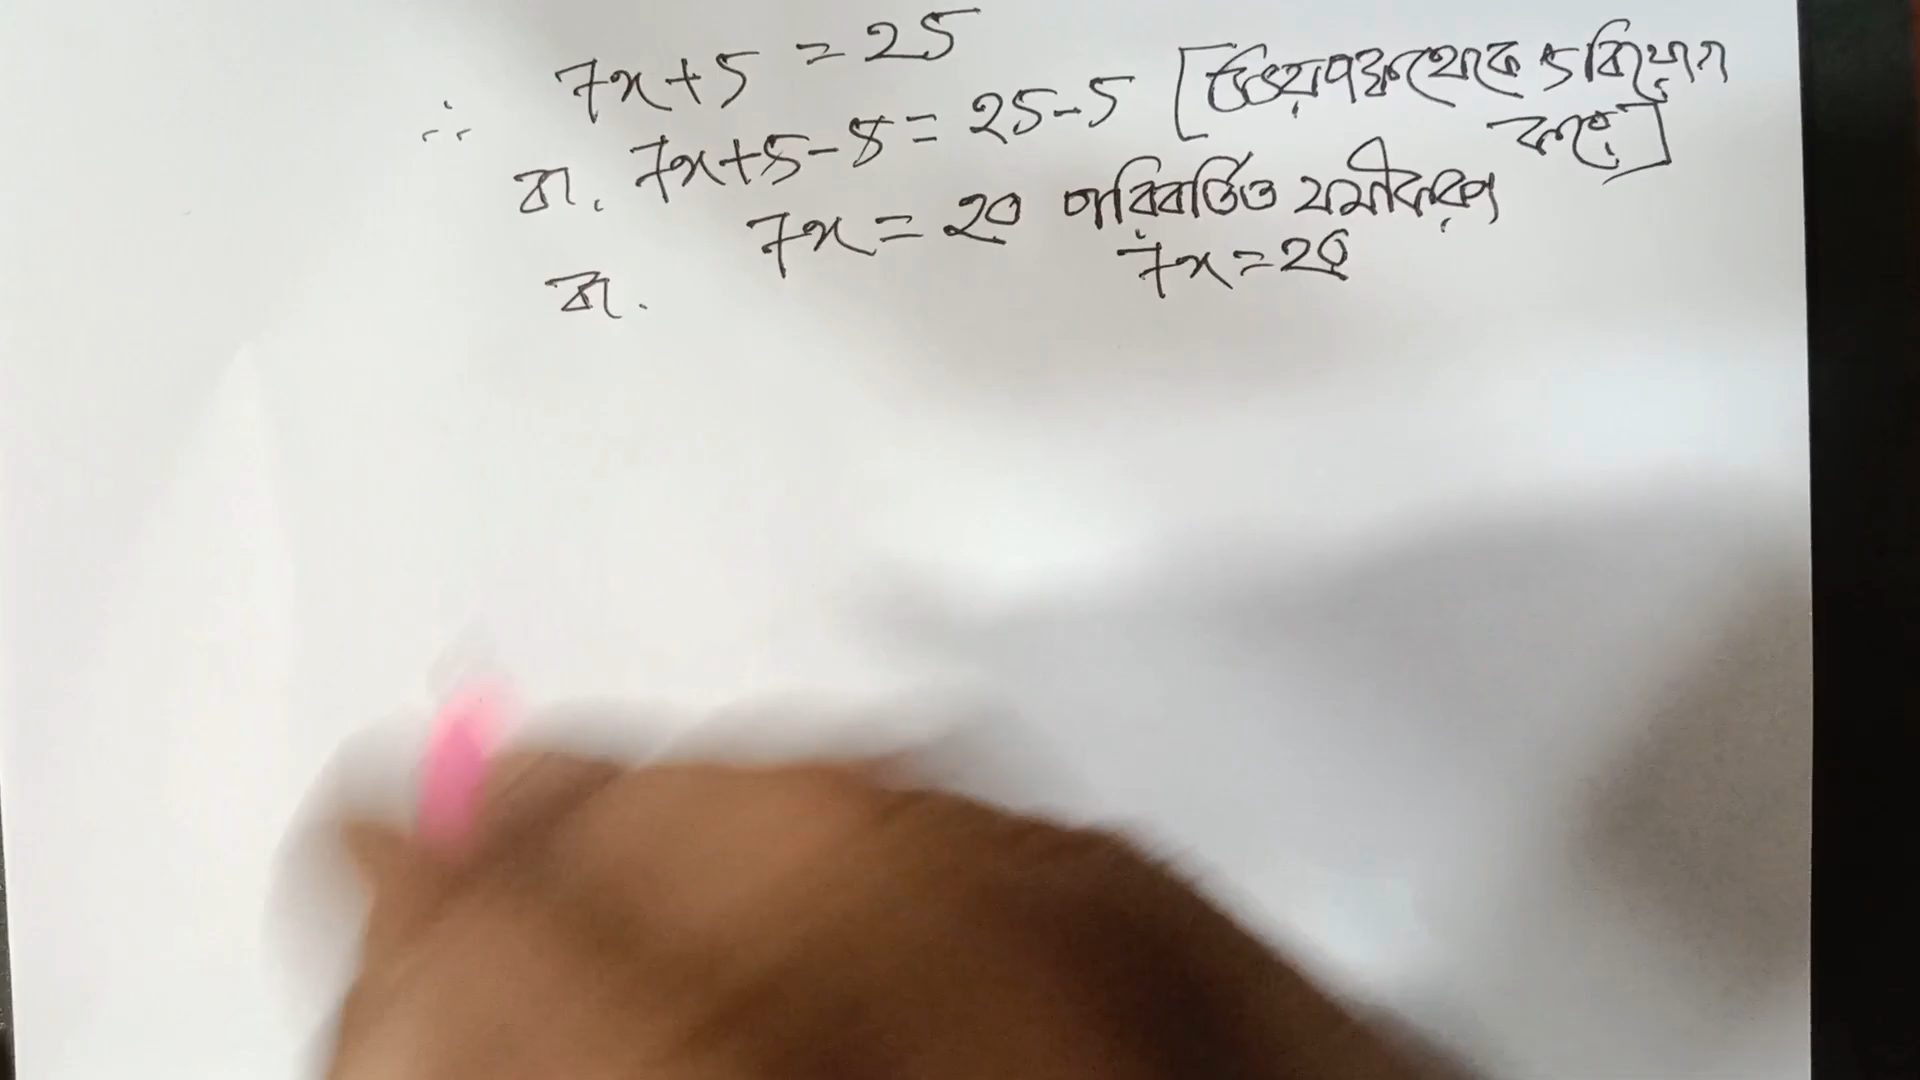 7x+5 = 25
∴
বা, 7x+5-5 = 25-5 [উভয়পক্ষ থেকে 5 বিয়োগ করে]
বা. 7x = 20 পরিবর্তিত সমীকরণ
7x = 20